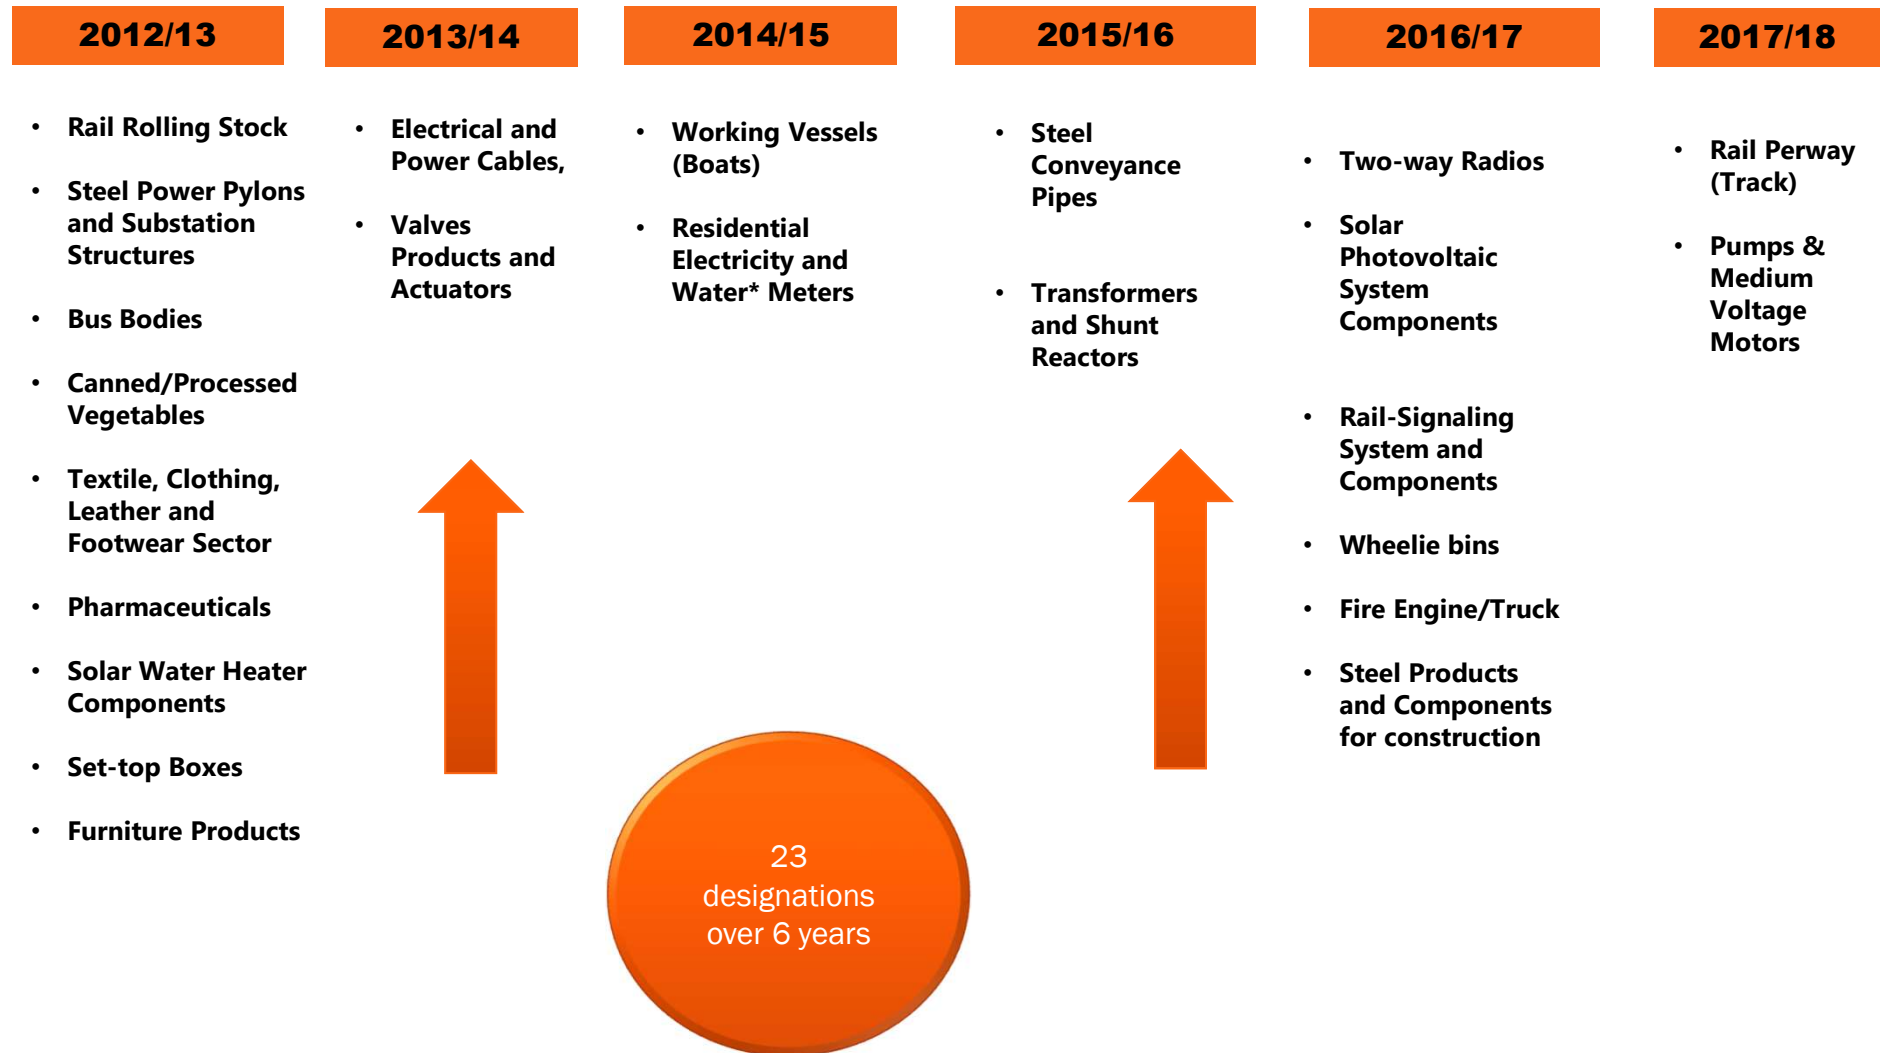 2012/13
• Rail Rolling Stock
• Steel Power Pylons
and Substation
Structures
• Bus Bodies
• Canned/Processed
Vegetables
• Textile, Clothing,
Leather and
Footwear Sector
• Pharmaceuticals
• Solar Water Heater
Components
• Set-top Boxes
• Furniture Products
2013/14
• Electrical and
Power Cables,
• Valves
Products and
Actuators
2014/15
• Working Vessels
(Boats)
• Residential
Electricity and
Water* Meters
2015/16
• Steel
Conveyance
Pipes
• Transformers
and Shunt
Reactors
2016/17
• Two-way Radios
• Solar
Photovoltaic
System
Components
• Rail-Signaling
System and
Components
• Wheelie bins
• Fire Engine/Truck
• Steel Products
and Components
for construction
2017/18
• Rail Perway
(Track)
• Pumps &
Medium
Voltage
Motors
23
designations
over 6 years